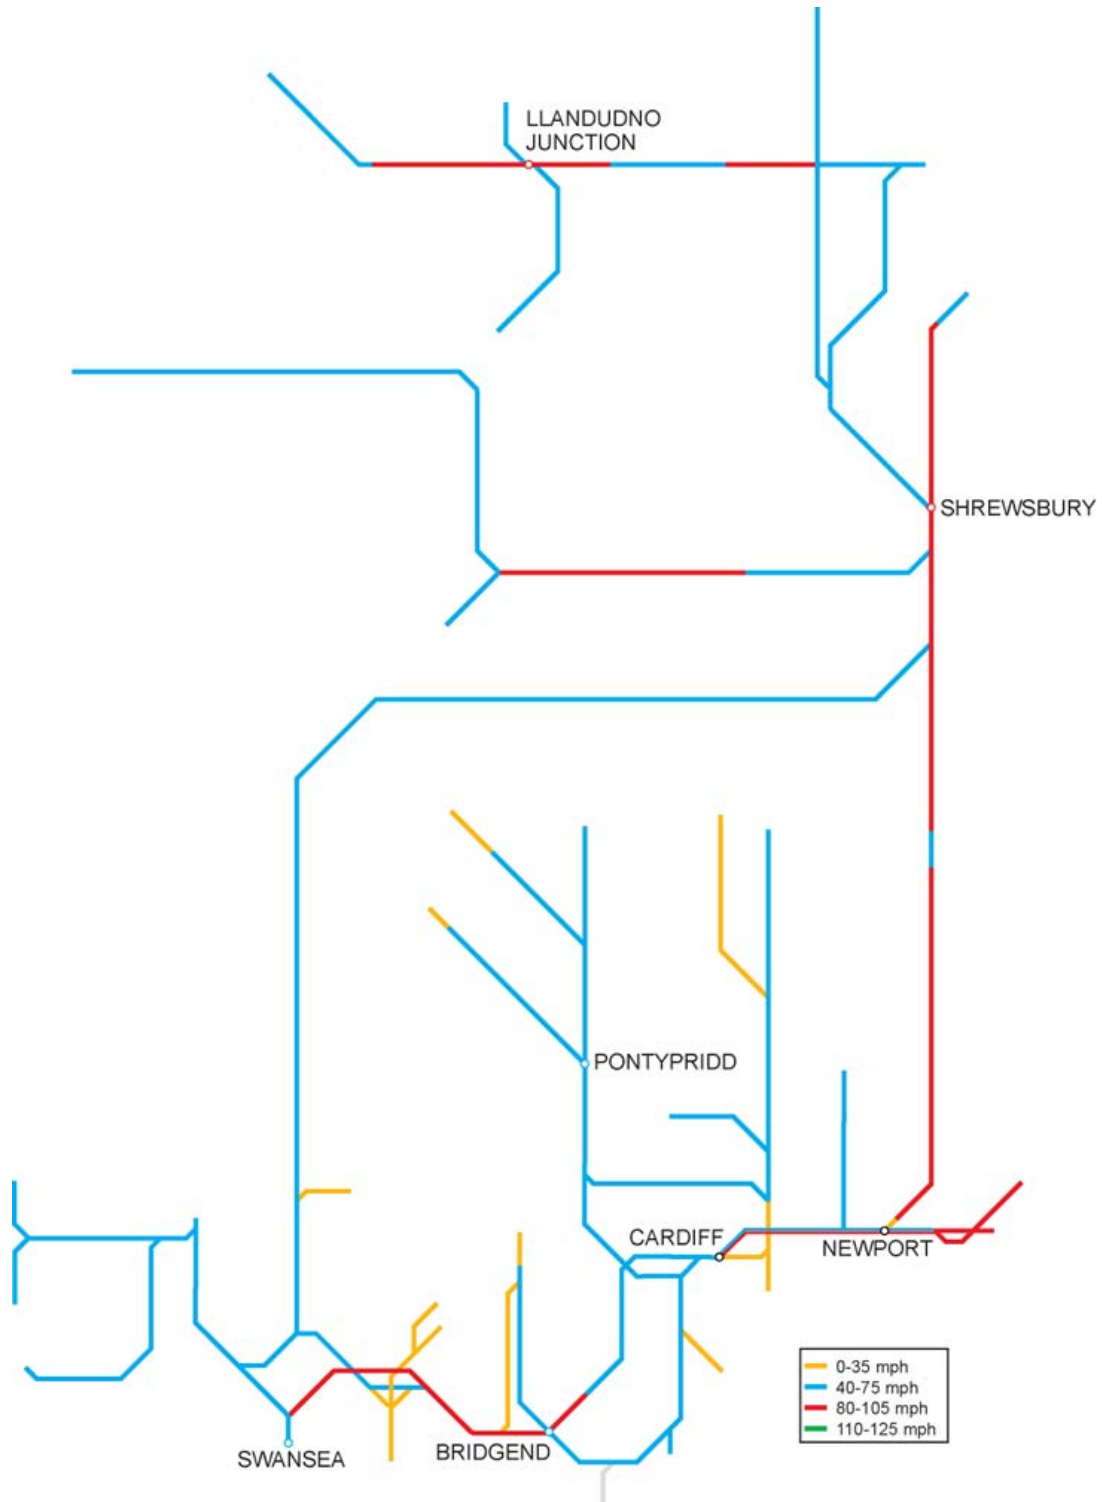 LLANDUDNO
JUNCTION
SHREWSBURY
PONTYPRIDD
CARDIFF
NEWPORT
BRIDGEND
SWANSEA
0-35 mph
40-75 mph
80-105 mph
110-125 mph